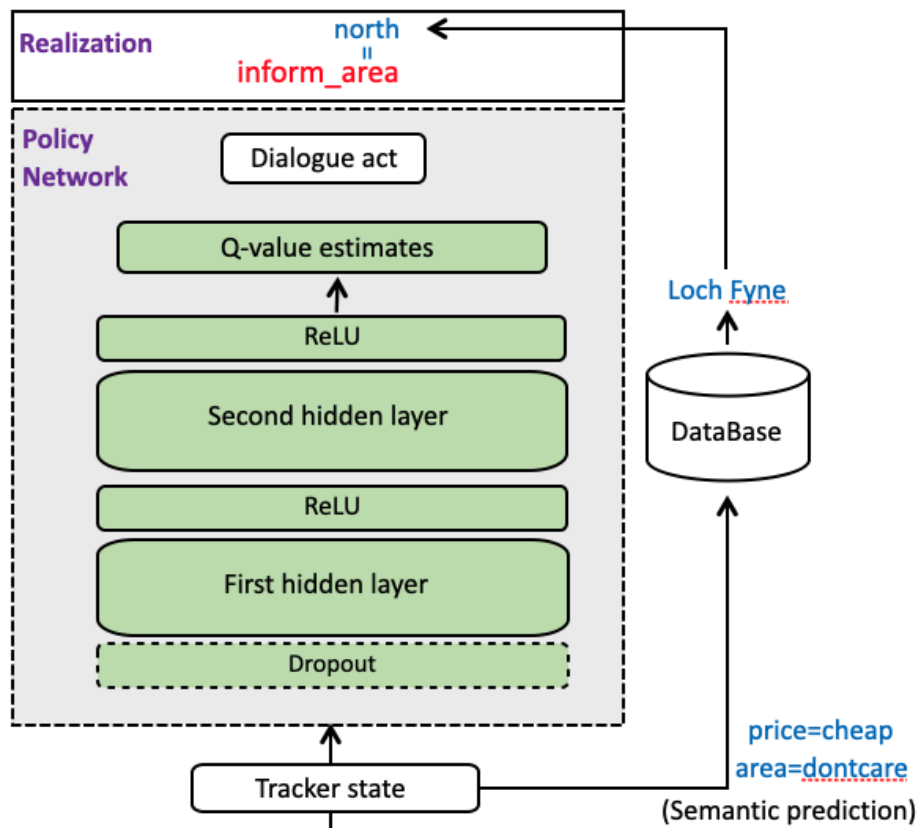 Realization
north
=
inform_area
Policy
Network
Dialogue act
Q-value estimates
ReLU
Second hidden layer
ReLU
First hidden layer
Dropout
Tracker state
Loch Fyne
DataBase
price=cheap
area=dontcare
(Semantic prediction)